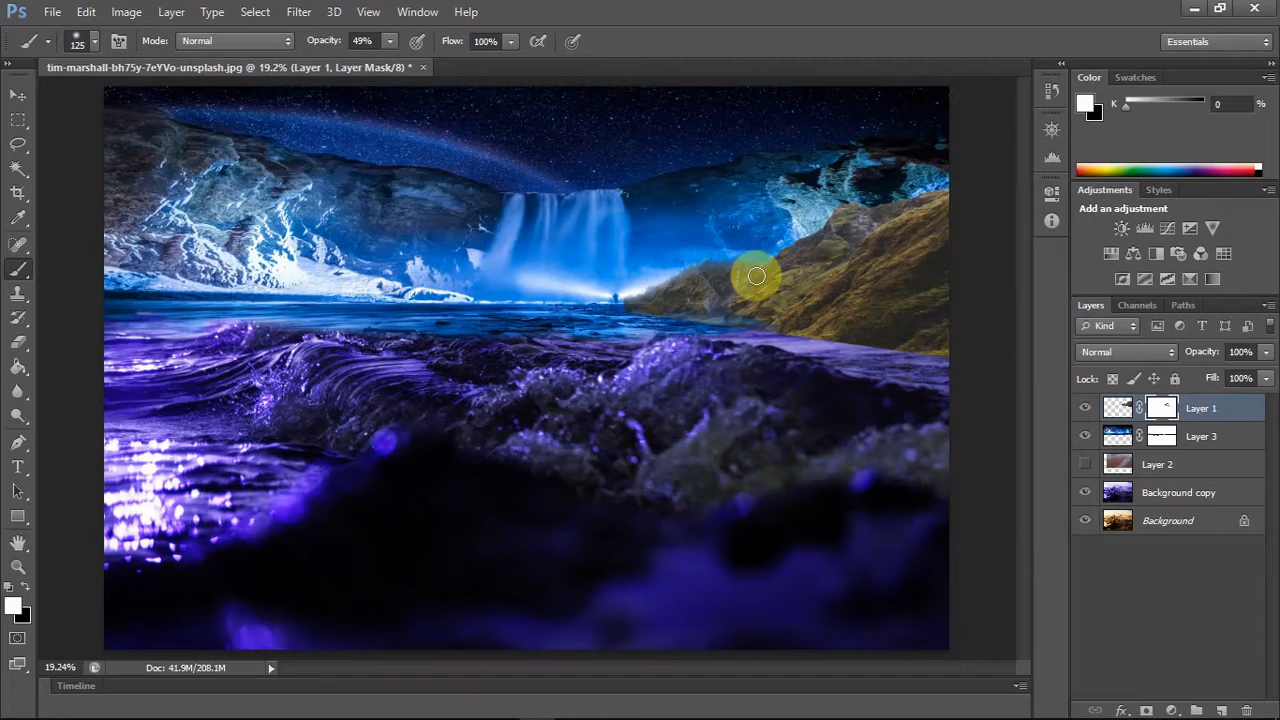 Ps File Edit Image Layer Type Select Filter 3D View Window Help
125 Mode: Normal Opacity: 49% Flow: 100% Essentials
tim-marshall-bh75y-7eYVo-unsplash.jpg @ 19.2% (Layer 1, Layer Mask/8) *
Color Swatches
K 0 %
Adjustments Styles
Add an adjustment
Layers Channels Paths
Kind
Normal Opacity: 100%
Lock: Fill: 100%
Layer 1
Layer 3
Layer 2
Background copy
Background
19.24% Doc: 41.9M/208.1M
Timeline